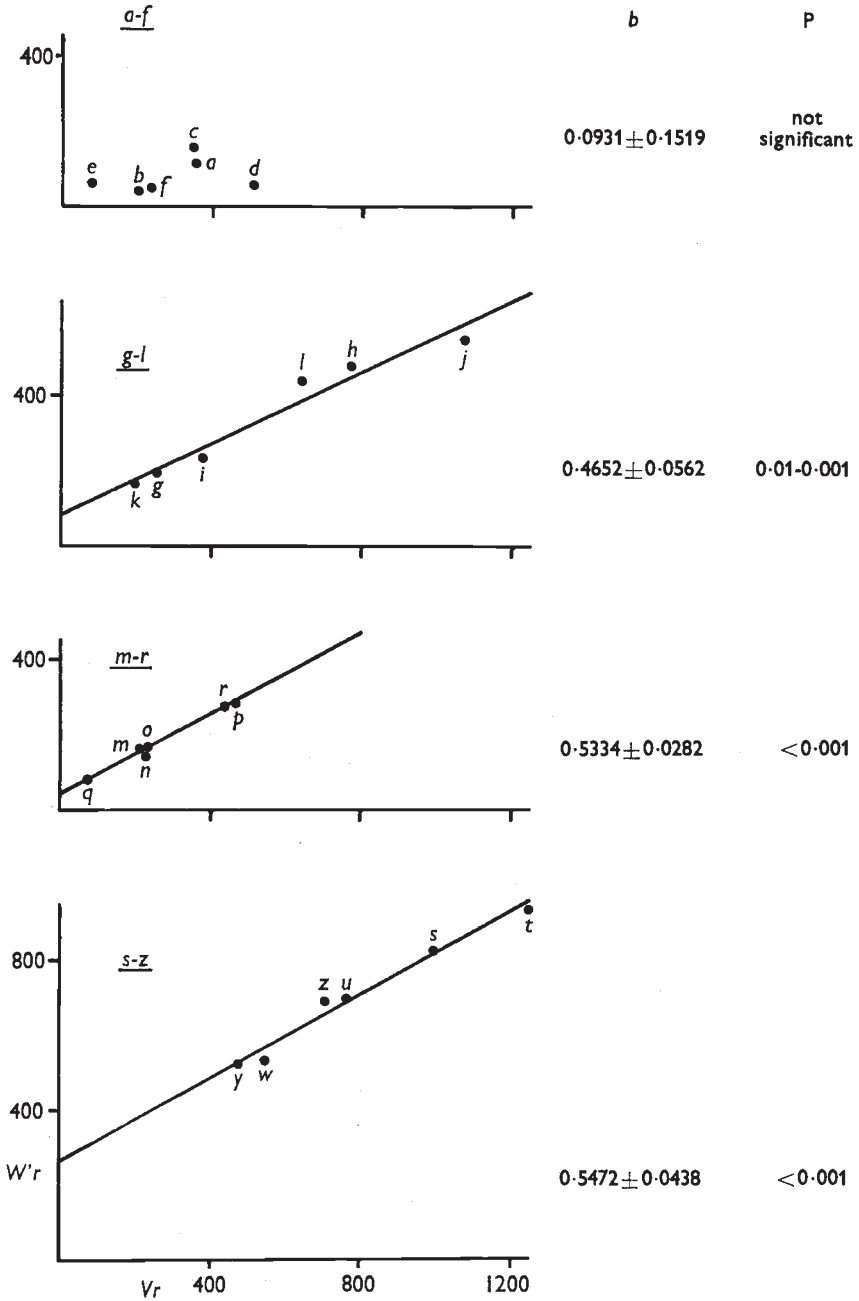 a-f b P
400
c
a
e
b
f
d
not
significant
0·0931±0·1519
g-l
l
h
j
400
i
g
k
0·4652±0·0562 0·01-0·001
400
m-r
r
p
o
m
n
q
0·5334±0·0282 <0·001
s
t
800
s-z
z u
y w
400
W'r
0·5472±0·0438 <0·001
Vr 400 800 1200